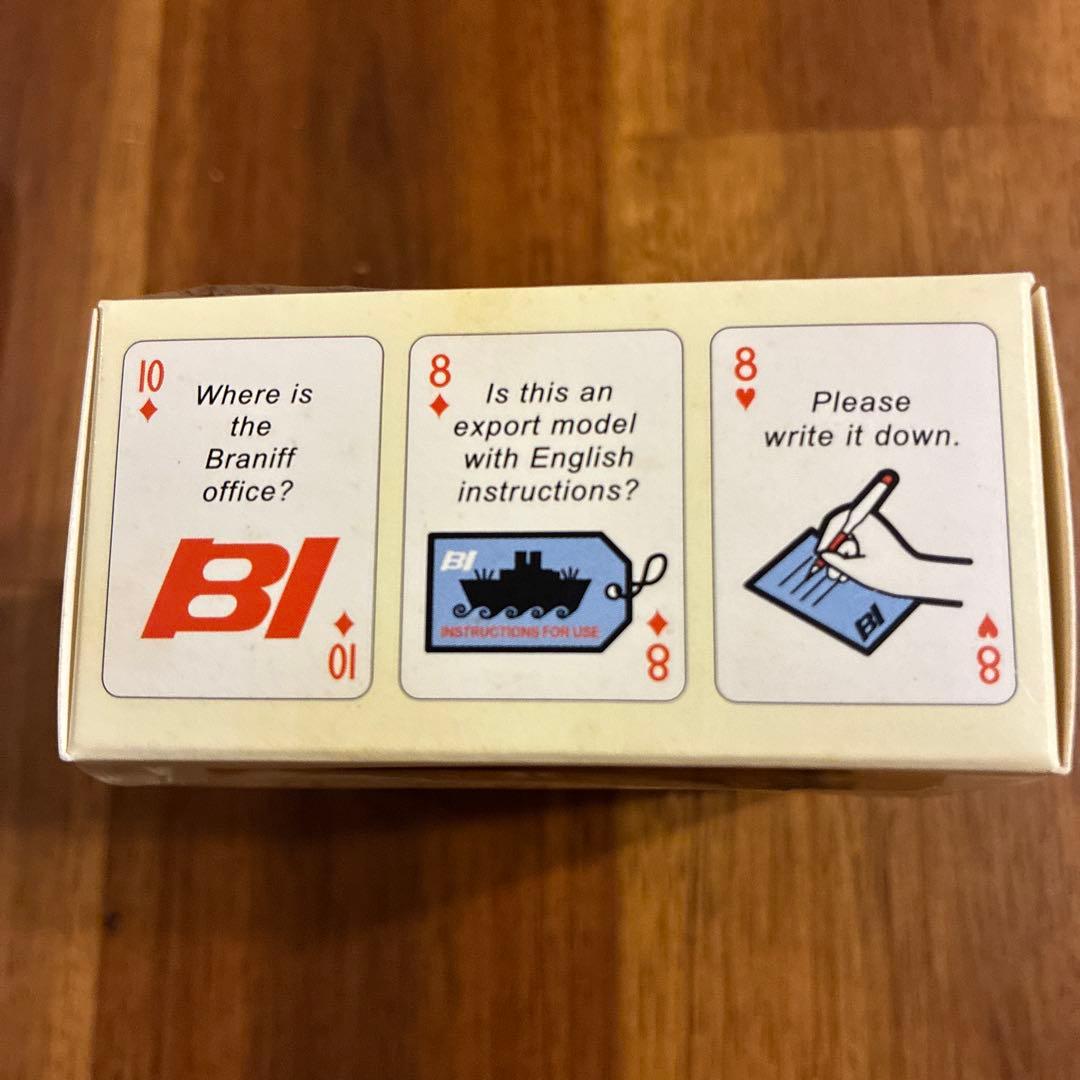 10
Where is
the
Braniff
office?
BI
10
8
Is this an
export model
with English
instructions?
BI
INSTRUCTIONS FOR USE
8
8
Please
write it down.
BI
8